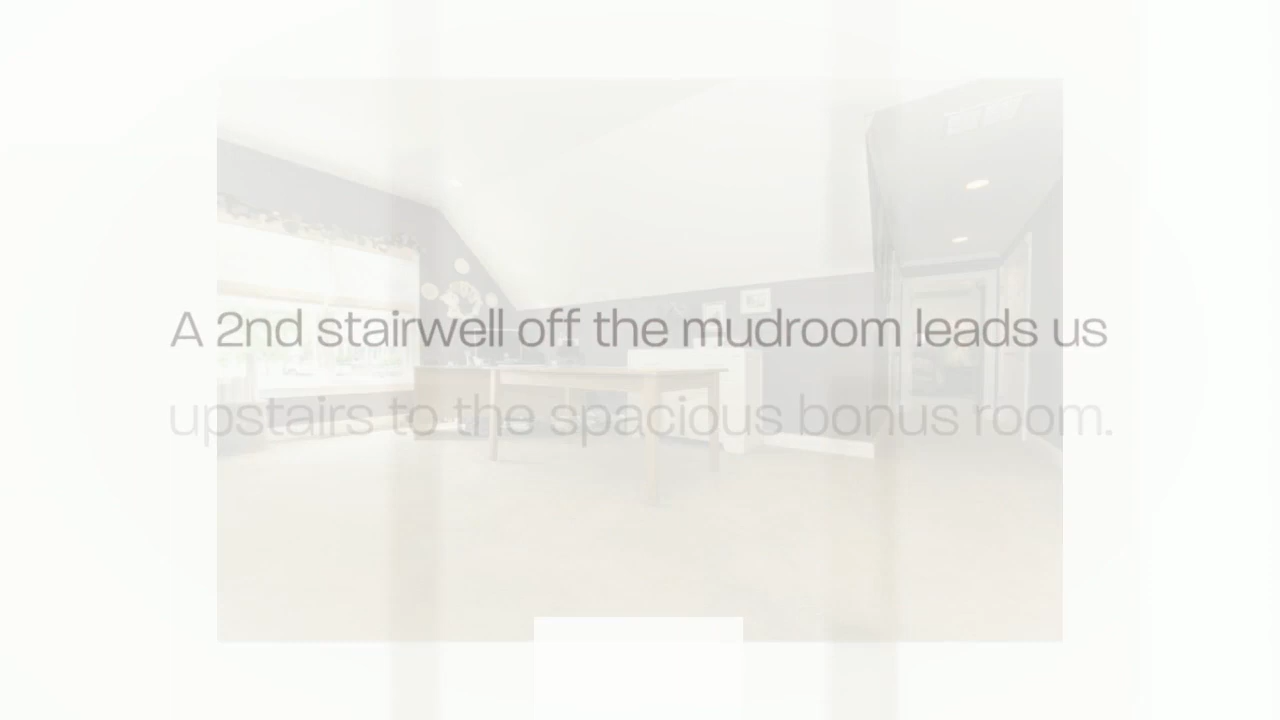 A 2nd stairwell off the mudroom leads us
upstairs to the spacious bonus room.